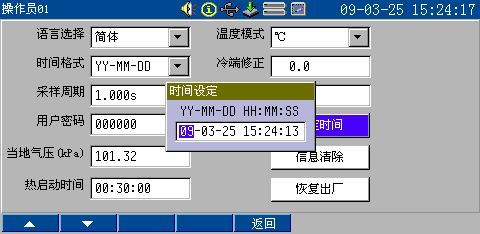 操作员01 09-03-25 15:24:17
语言选择 简体 温度模式 ℃
时间格式 YY-MM-DD 冷端修正 0.0
采样周期 1.000s
时间设定
YY-MM-DD HH:MM:SS
09-03-25 15:24:13
用户密码 000000 定时间
当地气压(kPa) 101.32 信息清除
热启动时间 00:30:00 恢复出厂
返回